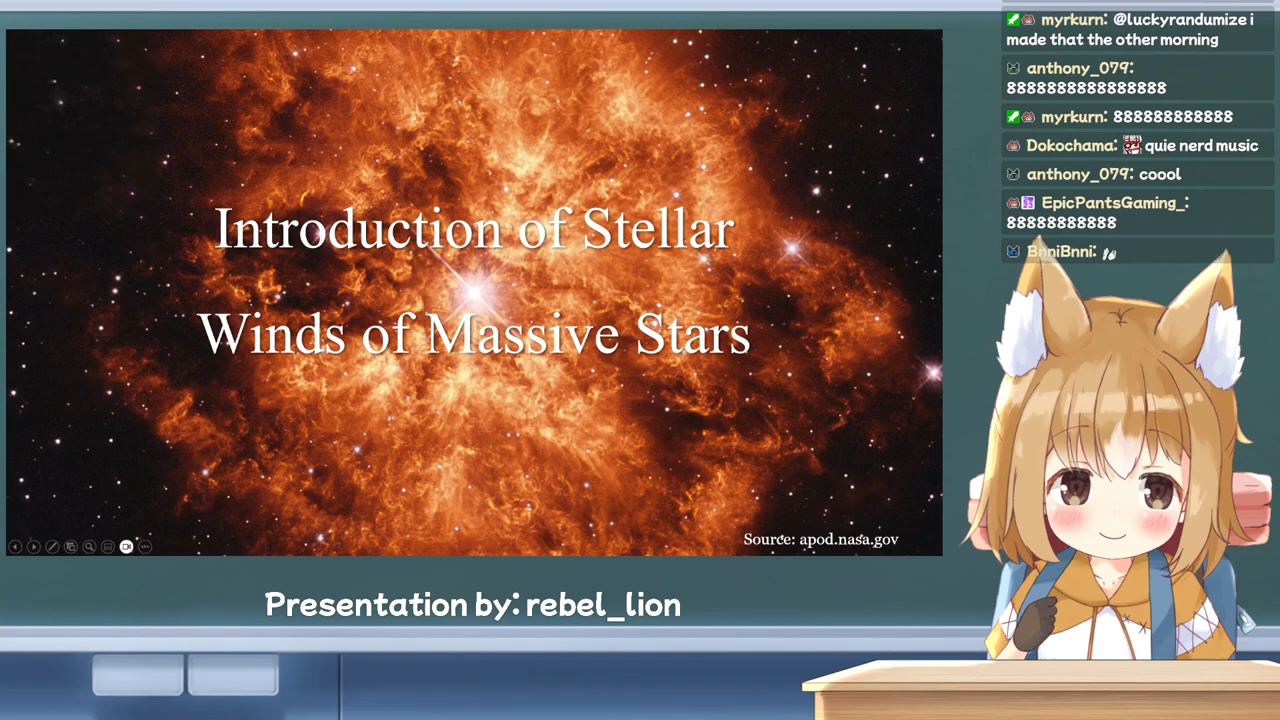 Introduction of Stellar
Winds of Massive Stars
Source: apod.nasa.gov
Presentation by: rebel_lion
myrkurn: @luckyrandumize i
made that the other morning
anthony_079:
8888888888888888
myrkurn: 888888888888
Dokochama: quie nerd music
anthony_079: coool
EpicPantsGaming_:
88888888888
BnniBnni: